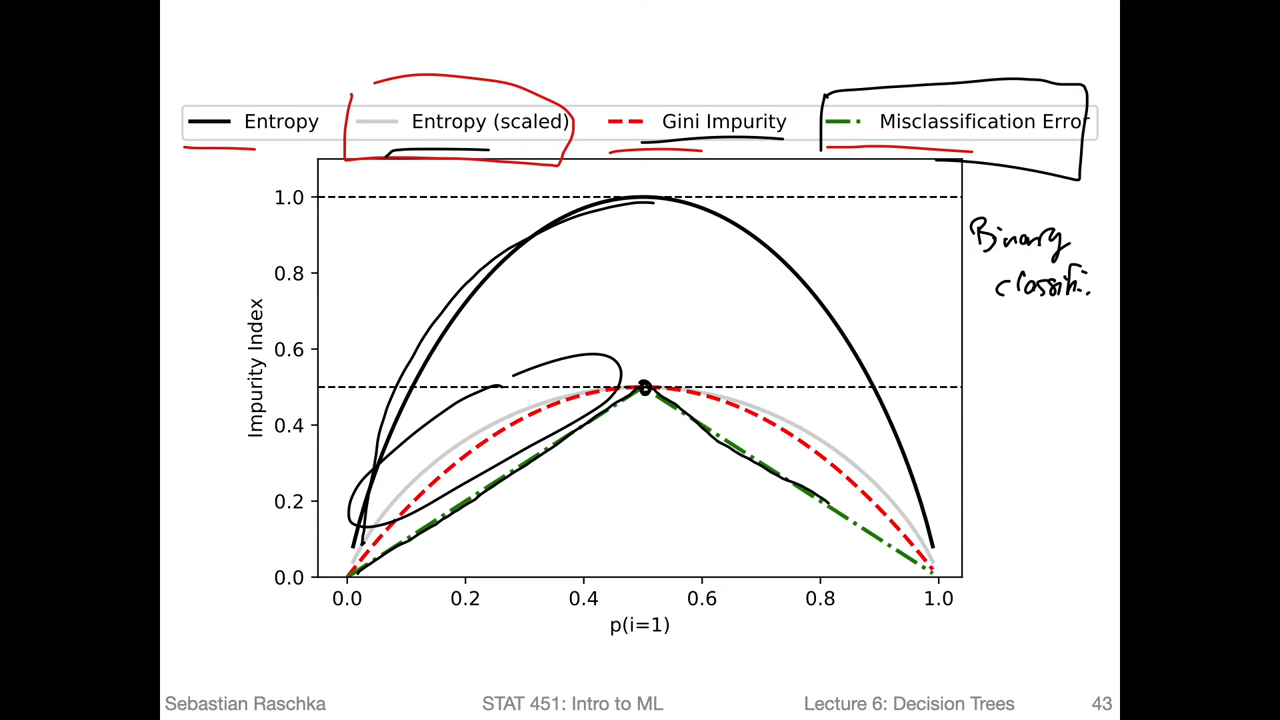 Entropy Entropy (scaled) Gini Impurity Misclassification Error
Binary
classifi.
1.0
0.8
0.6
0.4
0.2
0.0
Impurity Index
0.0 0.2 0.4 0.6 0.8 1.0
p(i=1)
Sebastian Raschka STAT 451: Intro to ML Lecture 6: Decision Trees 43